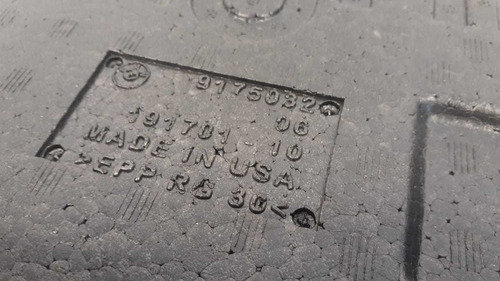 9175032
06
191701 - 10
MADE IN USA
>EPP RG 30<